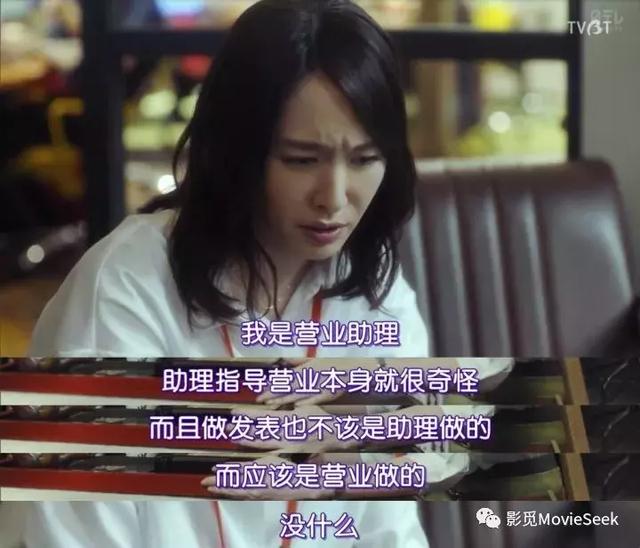 TVBT
我是营业助理
助理指导营业本身就很奇怪
而且做发表也不该是助理做的
而应该是营业做的
没什么
影觅MovieSeek